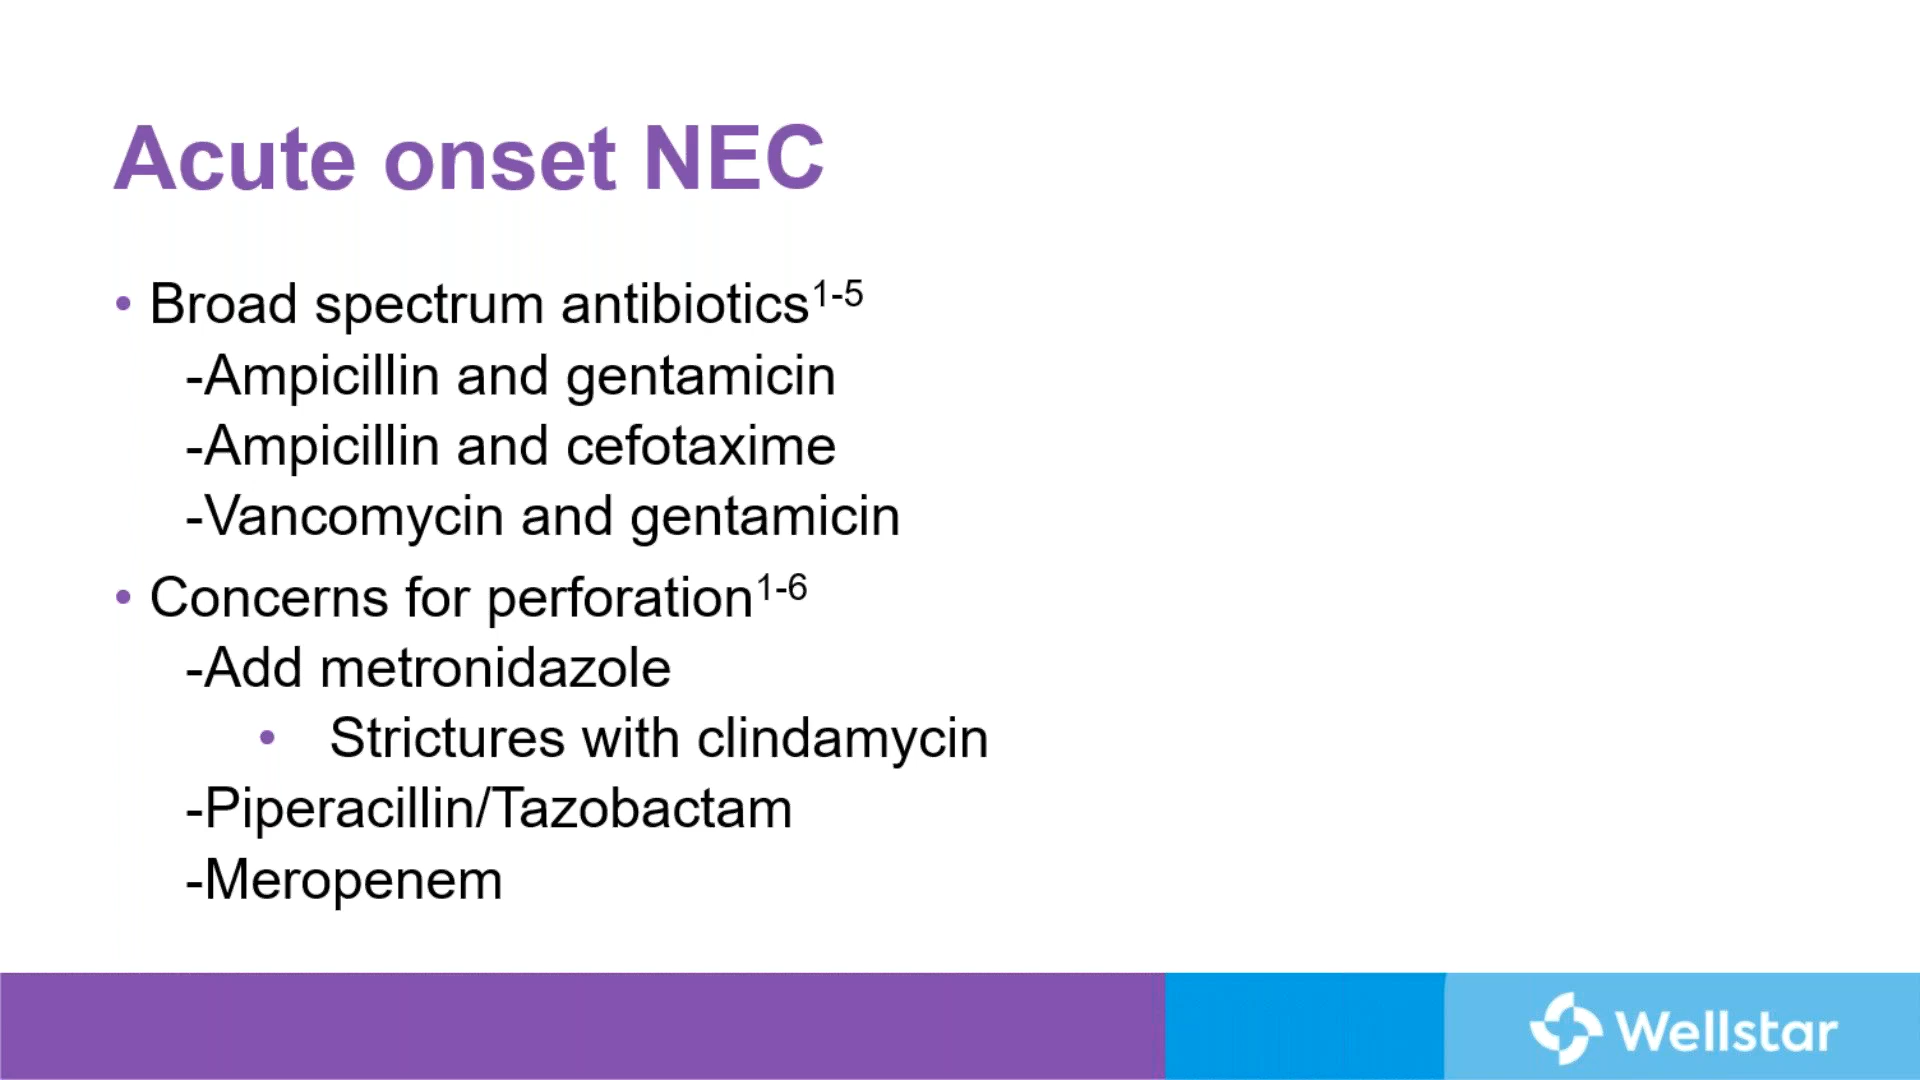 Acute onset NEC
• Broad spectrum antibiotics1-5
-Ampicillin and gentamicin
-Ampicillin and cefotaxime
-Vancomycin and gentamicin
• Concerns for perforation1-6
-Add metronidazole
• Strictures with clindamycin
-Piperacillin/Tazobactam
-Meropenem
Wellstar